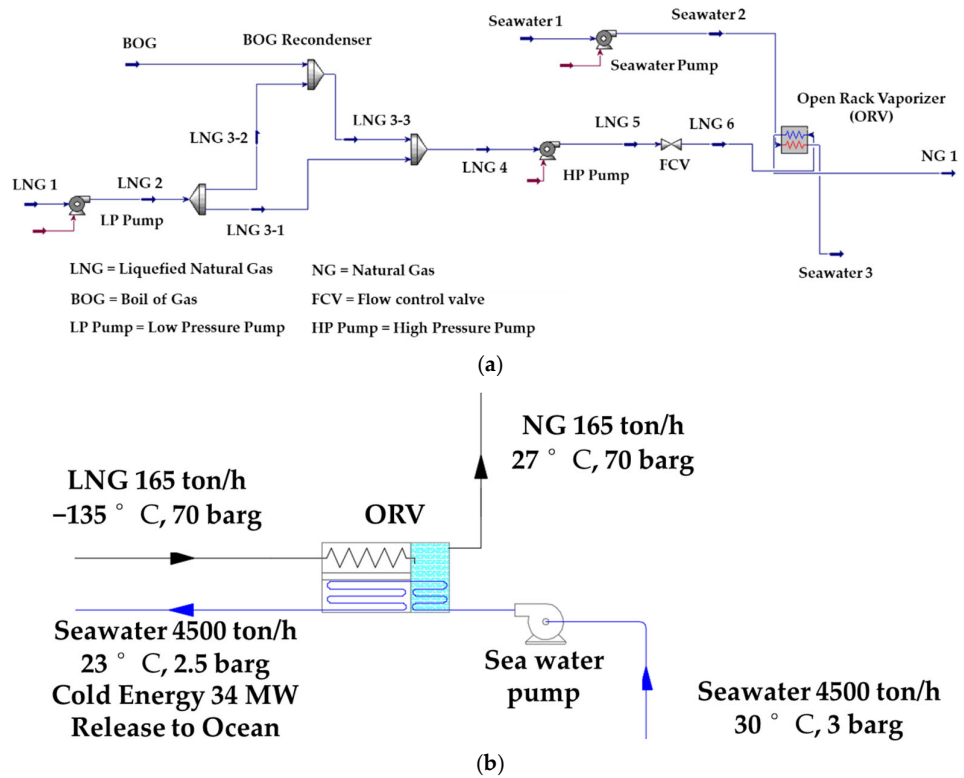 Seawater 1
Seawater 2
BOG
BOG Recondenser
Seawater Pump
Open Rack Vaporizer
(ORV)
LNG 3-2
LNG 3-3
LNG 5
LNG 6
LNG 1
LNG 2
LNG 4
HP Pump
FCV
NG 1
LP Pump
LNG 3-1
LNG = Liquefied Natural Gas
NG = Natural Gas
Seawater 3
BOG = Boil of Gas
FCV = Flow control valve
LP Pump = Low Pressure Pump
HP Pump = High Pressure Pump
(a)
NG 165 ton/h
27 ° C, 70 barg
LNG 165 ton/h
−135 ° C, 70 barg
ORV
Seawater 4500 ton/h
23 ° C, 2.5 barg
Cold Energy 34 MW
Release to Ocean
Sea water
pump
Seawater 4500 ton/h
30 ° C, 3 barg
(b)